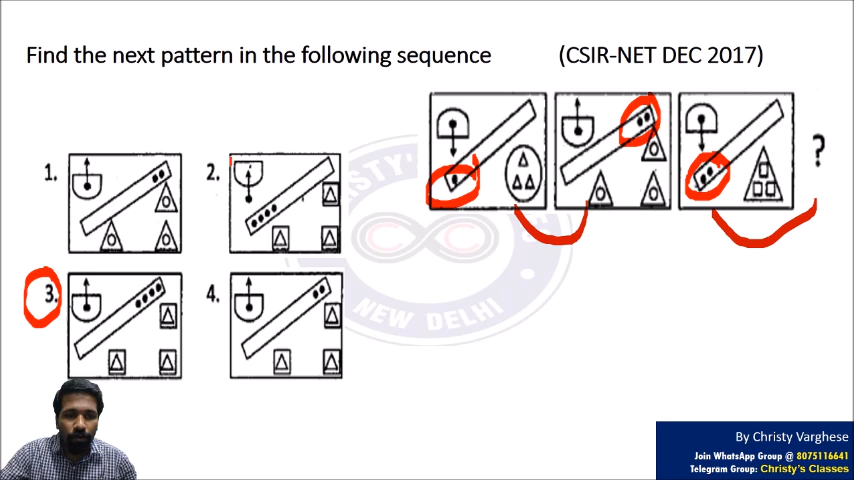 Find the next pattern in the following sequence (CSIR-NET DEC 2017)
?
1.
2.
3.
4.
NEW DELHI
By Christy Varghese
Join WhatsApp Group @ 8075116641
Telegram Group: Christy's Classes